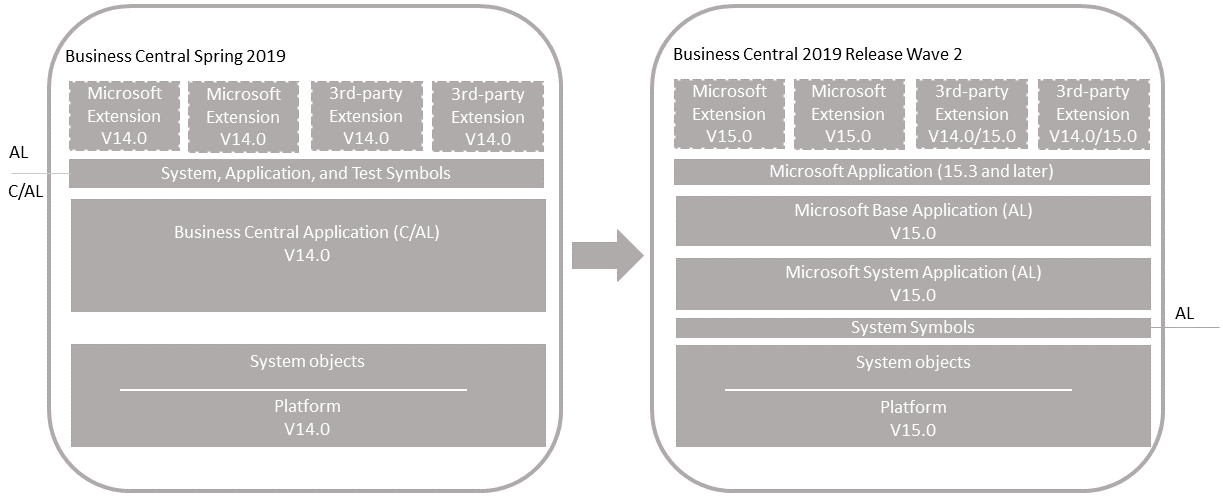 Business Central Spring 2019
Microsoft
Extension
V14.0
Microsoft
Extension
V14.0
3rd-party
Extension
V14.0
3rd-party
Extension
V14.0
AL
C/AL
System, Application, and Test Symbols
Business Central Application (C/AL)
V14.0
System objects
Platform
V14.0
Business Central 2019 Release Wave 2
Microsoft
Extension
V15.0
Microsoft
Extension
V15.0
3rd-party
Extension
V14.0/15.0
3rd-party
Extension
V14.0/15.0
Microsoft Application (15.3 and later)
Microsoft Base Application (AL)
V15.0
Microsoft System Application (AL)
V15.0
System Symbols
AL
System objects
Platform
V15.0